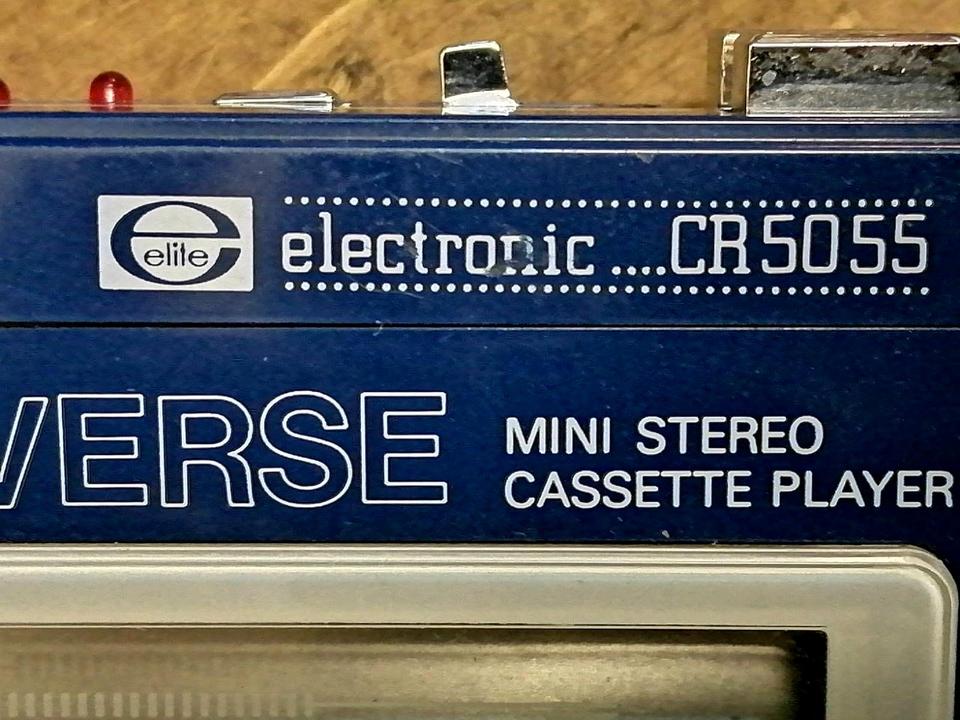 elite electronic ....CR5055
VERSE
MINI STEREO
CASSETTE PLAYER